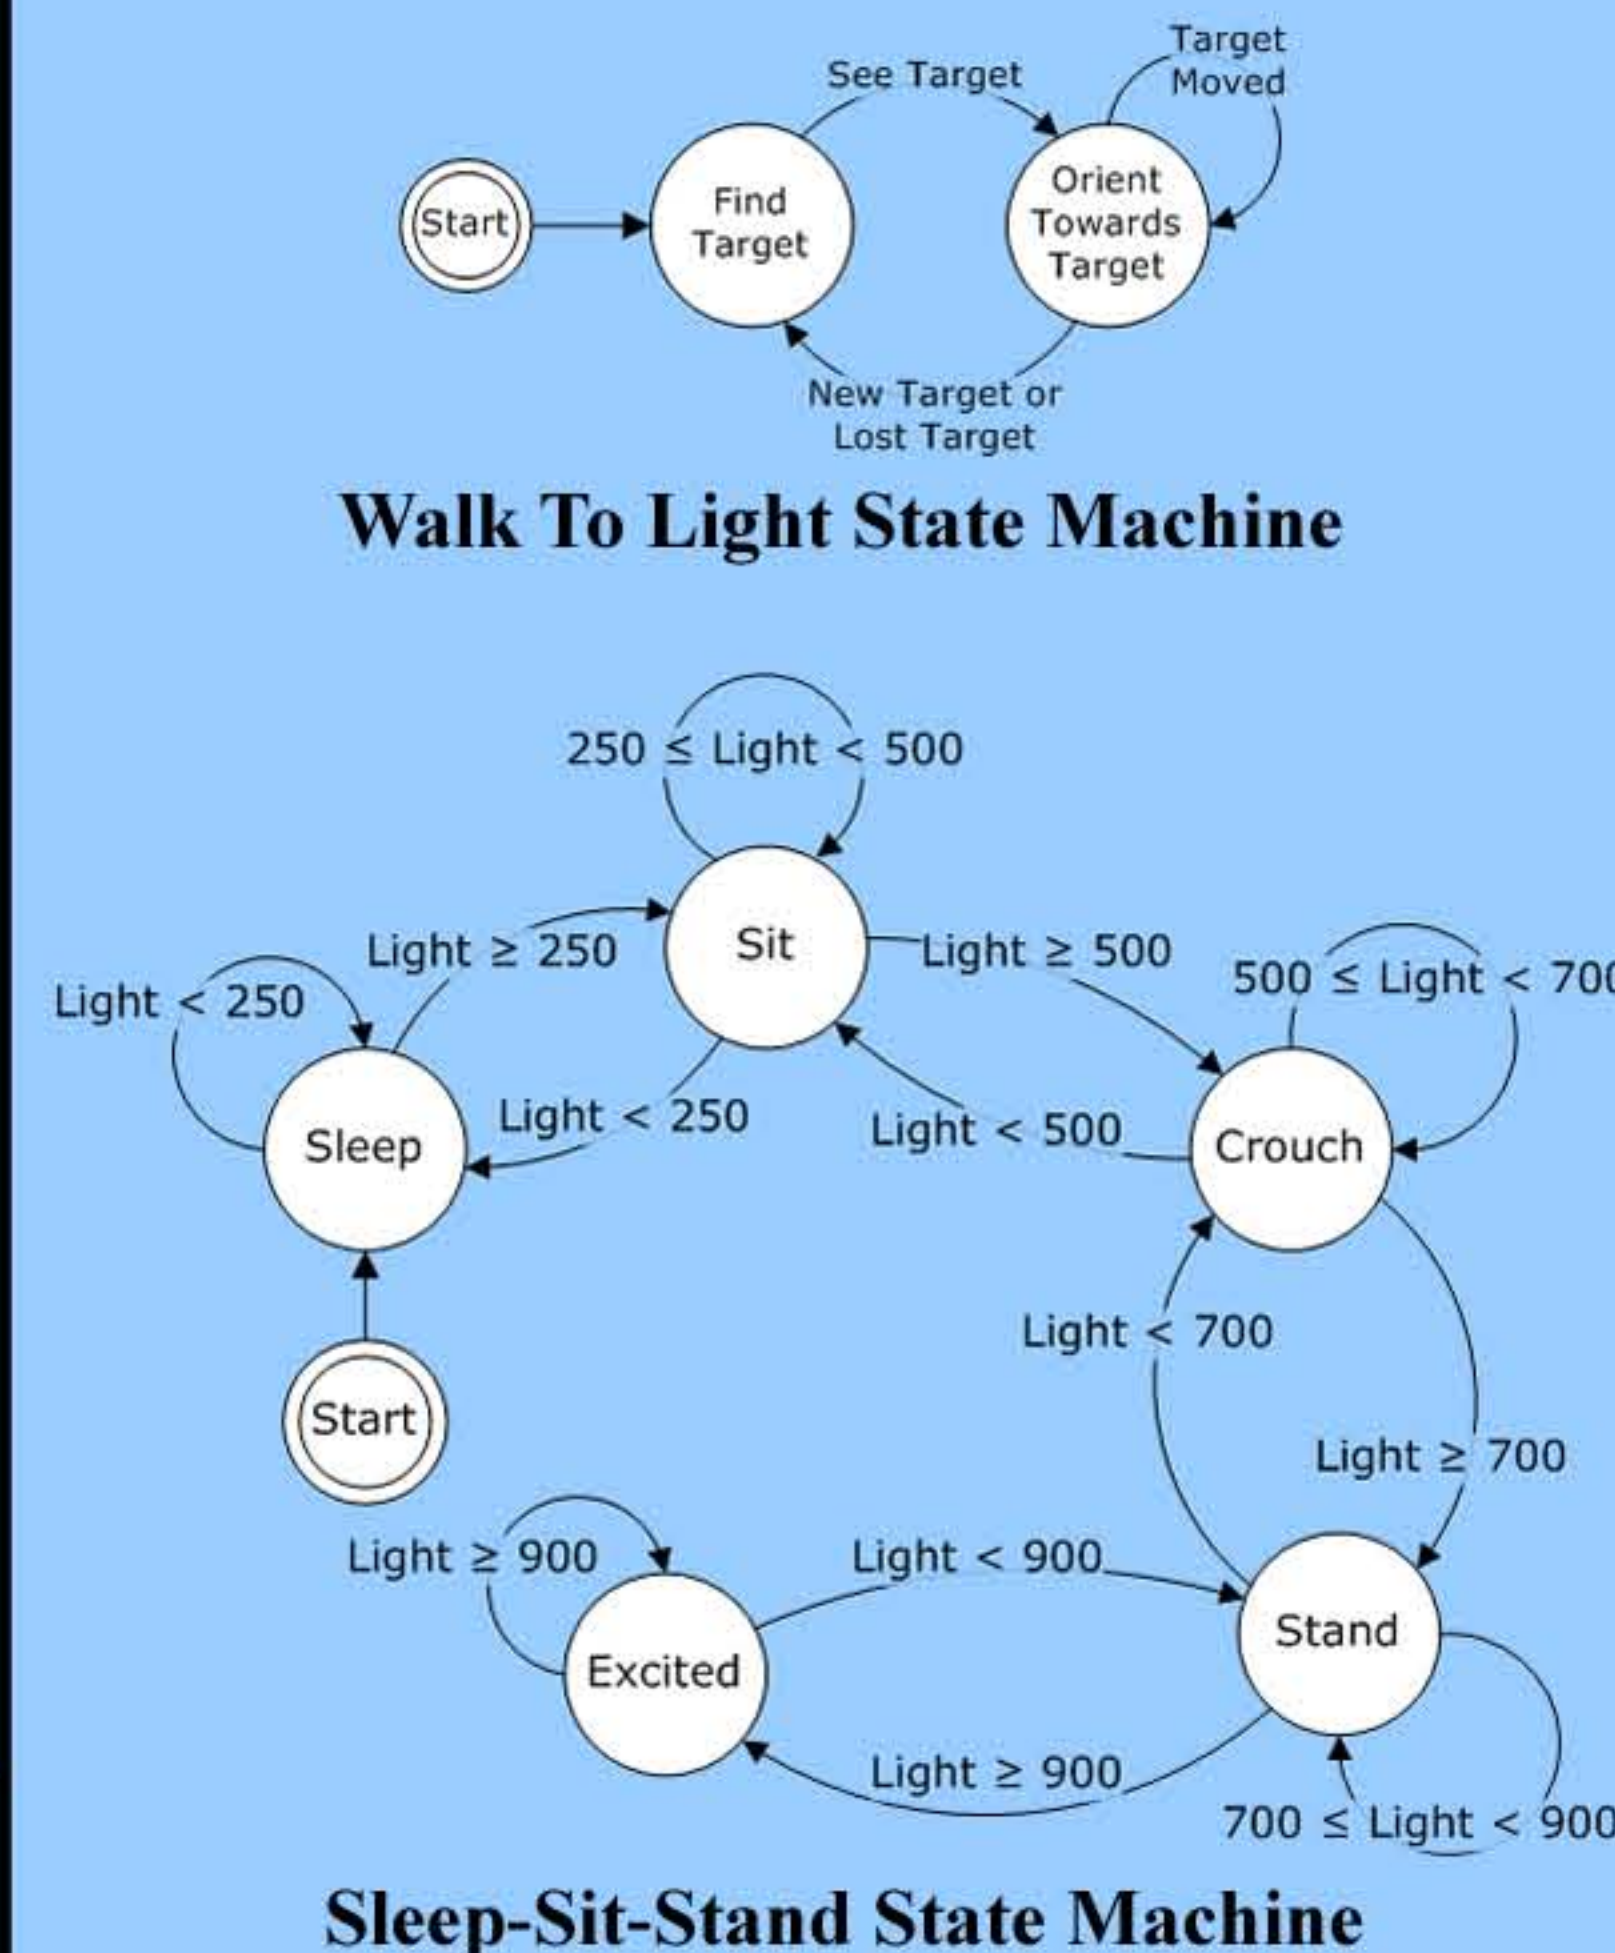 Target
Moved
See Target
Start
Find
Target
Orient
Towards
Target
New Target or
Lost Target
Walk To Light State Machine
250 ≤ Light < 500
Sit
Light ≥ 250
Light ≥ 500
500 ≤ Light < 700
Light < 250
Light < 250
Light < 500
Sleep
Crouch
Light < 700
Start
Light ≥ 700
Light ≥ 900
Light < 900
Stand
Excited
Light ≥ 900
700 ≤ Light < 900
Sleep-Sit-Stand State Machine